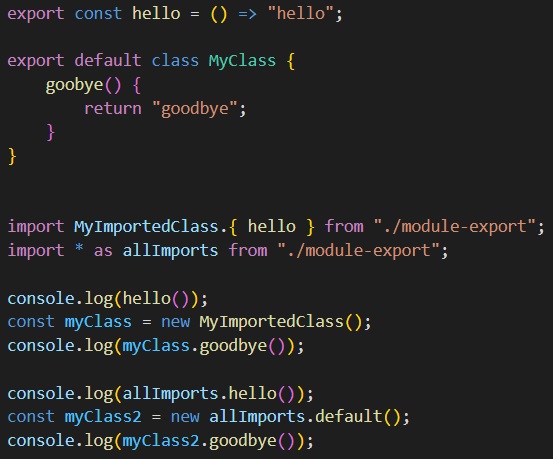 export const hello = () => "hello";
export default class MyClass {
goobye() {
return "goodbye";
}
}
import MyImportedClass.{ hello } from "./module-export";
import * as allImports from "./module-export";
console.log(hello());
const myClass = new MyImportedClass();
console.log(myClass.goodbye());
console.log(allImports.hello());
const myClass2 = new allImports.default();
console.log(myClass2.goodbye());